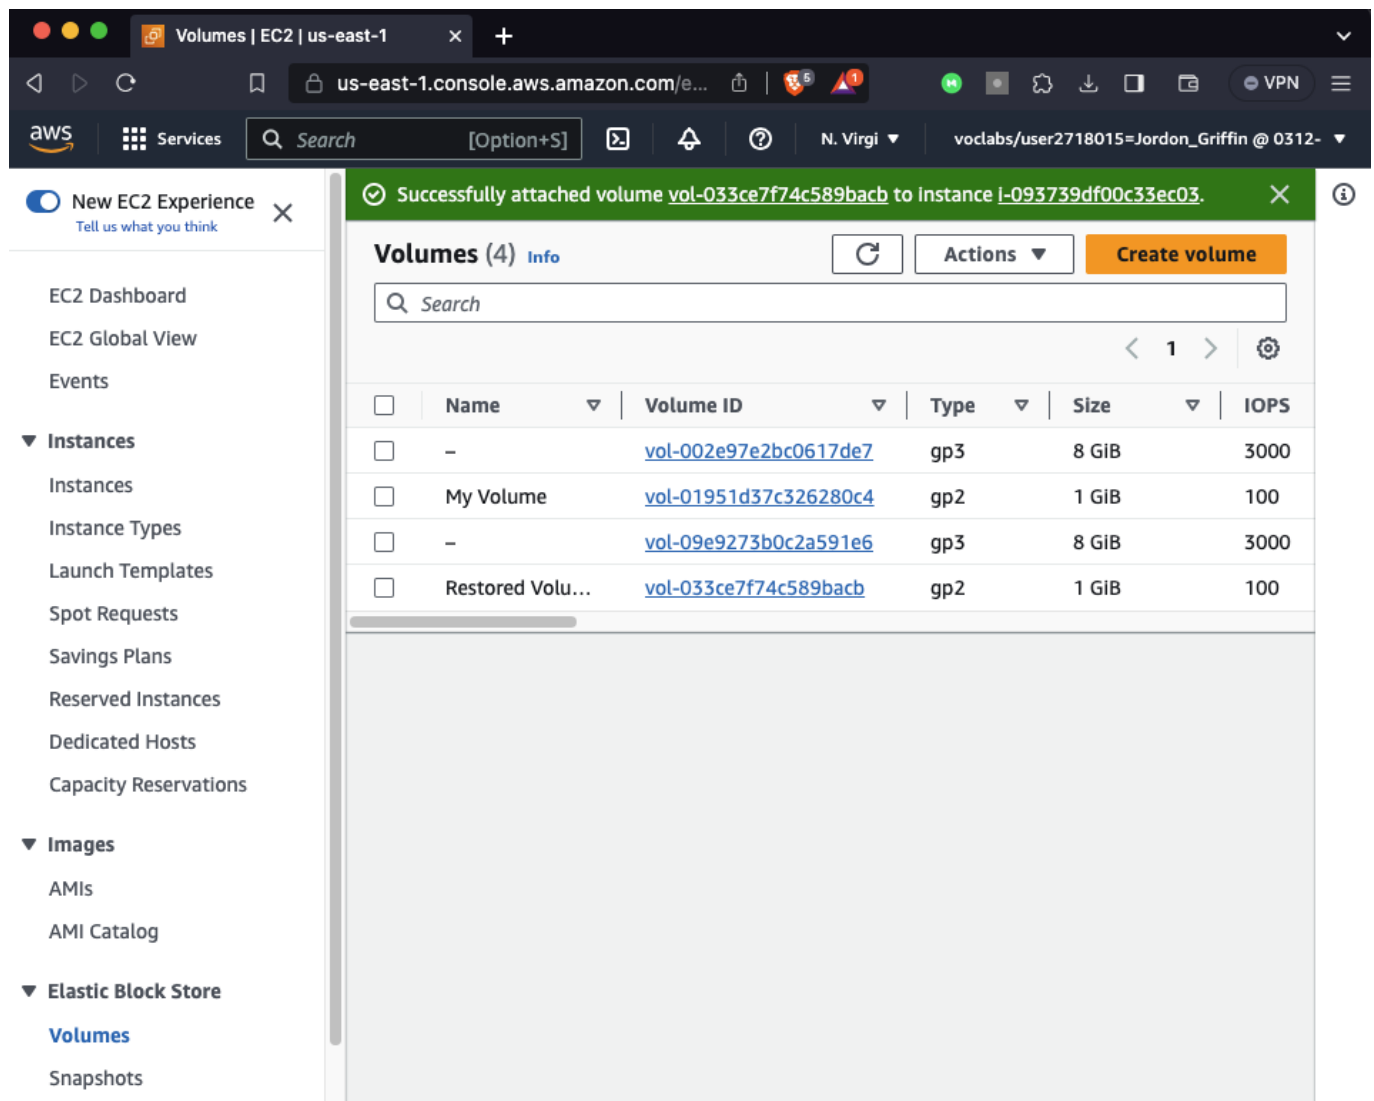 Volumes | EC2 | us-east-1
us-east-1.console.aws.amazon.com/e...
5
1
VPN
aws
Services
Search
[Option+S]
N. Virgi
voclabs/user2718015=Jordon_Griffin @ 0312-
New EC2 Experience
Tell us what you think
EC2 Dashboard
EC2 Global View
Events
Instances
Instances
Instance Types
Launch Templates
Spot Requests
Savings Plans
Reserved Instances
Dedicated Hosts
Capacity Reservations
Images
AMIs
AMI Catalog
Elastic Block Store
Volumes
Snapshots
Successfully attached volume vol-033ce7f74c589bacb to instance i-093739df00c33ec03.
Volumes (4) Info
Actions
Create volume
Search
1
Name Volume ID Type Size IOPS
– vol-002e97e2bc0617de7 gp3 8 GiB 3000
My Volume vol-01951d37c326280c4 gp2 1 GiB 100
– vol-09e9273b0c2a591e6 gp3 8 GiB 3000
Restored Volu... vol-033ce7f74c589bacb gp2 1 GiB 100